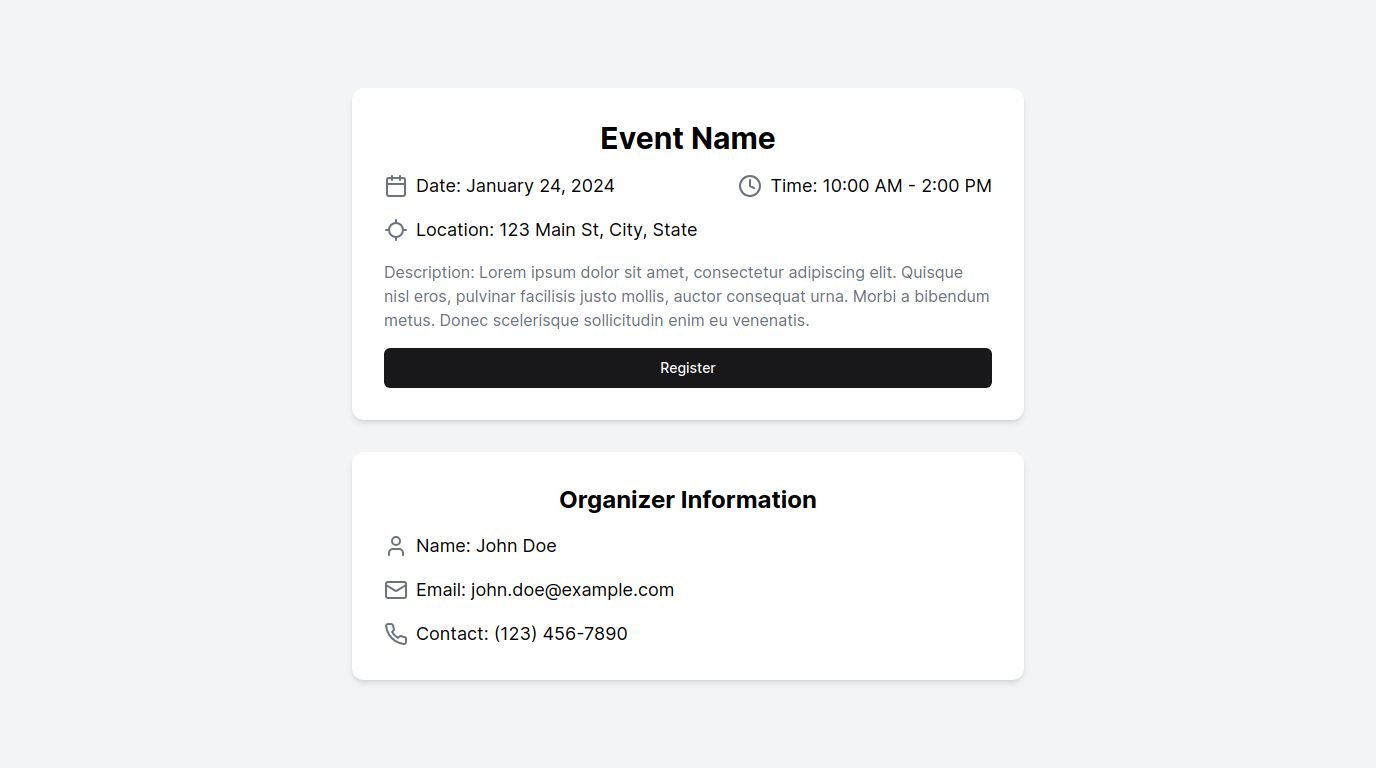 Event Name
Date: January 24, 2024
Time: 10:00 AM - 2:00 PM
Location: 123 Main St, City, State
Description: Lorem ipsum dolor sit amet, consectetur adipiscing elit. Quisque
nisl eros, pulvinar facilisis justo mollis, auctor consequat urna. Morbi a bibendum
metus. Donec scelerisque sollicitudin enim eu venenatis.
Register
Organizer Information
Name: John Doe
Email: john.doe@example.com
Contact: (123) 456-7890